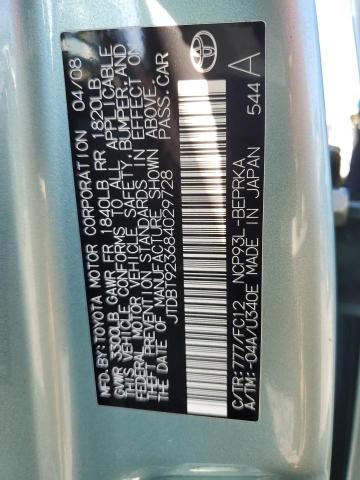 MFD.BY:TOYOTA MOTOR CORPORATION 04/08
GVWR 3300LB GAWR FR 1840LB RR 1820LB
THIS VEHICLE CONFORMS TO ALL APPLICABLE
FEDERAL MOTOR VEHICLE SAFETY, BUMPER, AND
THEFT PREVENTION STANDARDS IN EFFECT ON
THE DATE OF MANUFACTURE SHOWN ABOVE.
JTDBT923684029728 PASS.CAR
C/TR:777/FC12 NCP93L-BEPRKA
A/TM:-04A/U340E MADE IN JAPAN 544 A